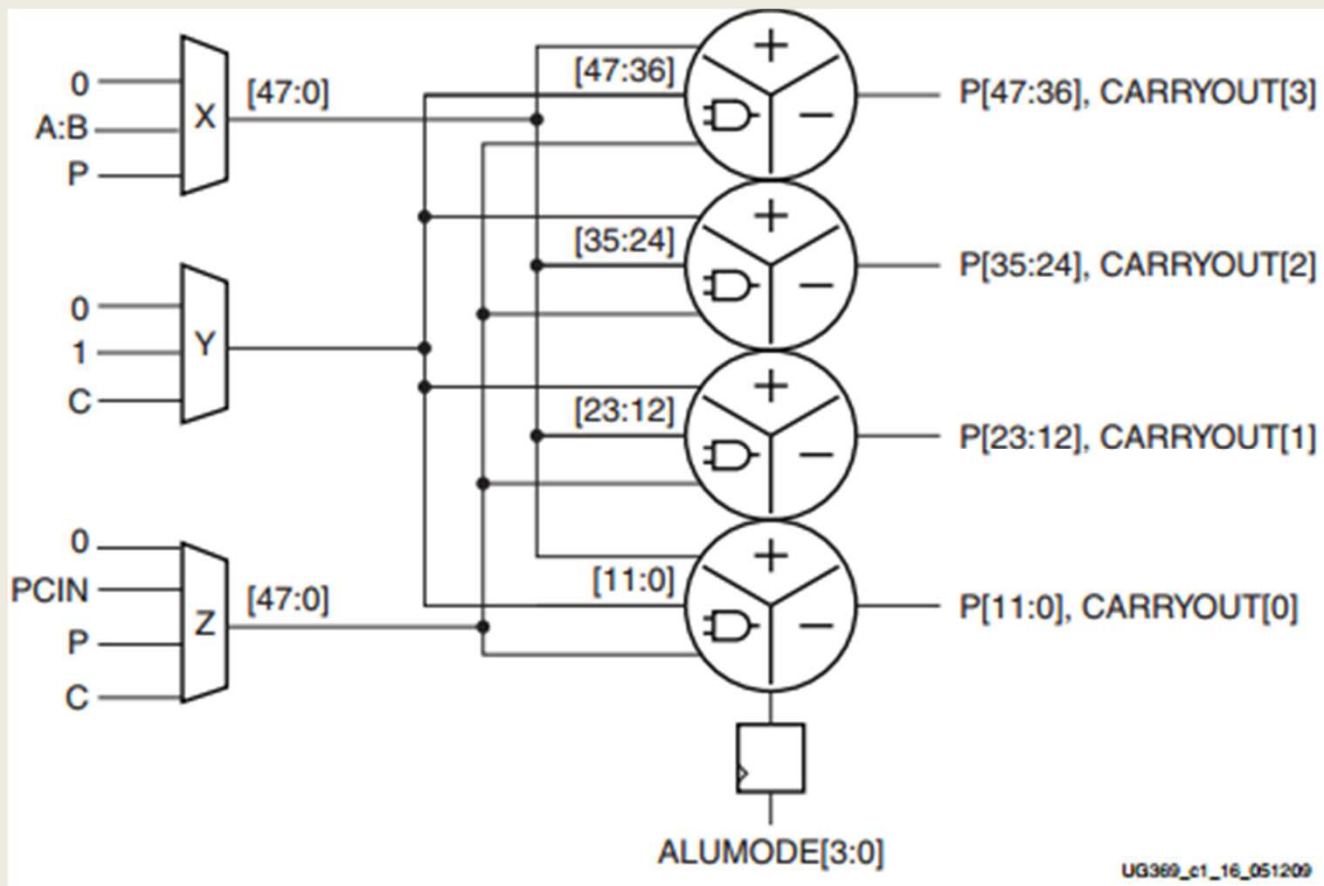 0
A:B
P
X
[47:0]
0
1
C
Y
0
PCIN
P
C
Z
[47:0]
[47:36]
+
−
P[47:36], CARRYOUT[3]
[35:24]
+
−
P[35:24], CARRYOUT[2]
[23:12]
+
−
P[23:12], CARRYOUT[1]
[11:0]
+
−
P[11:0], CARRYOUT[0]
ALUMODE[3:0]
UG369_c1_16_051209